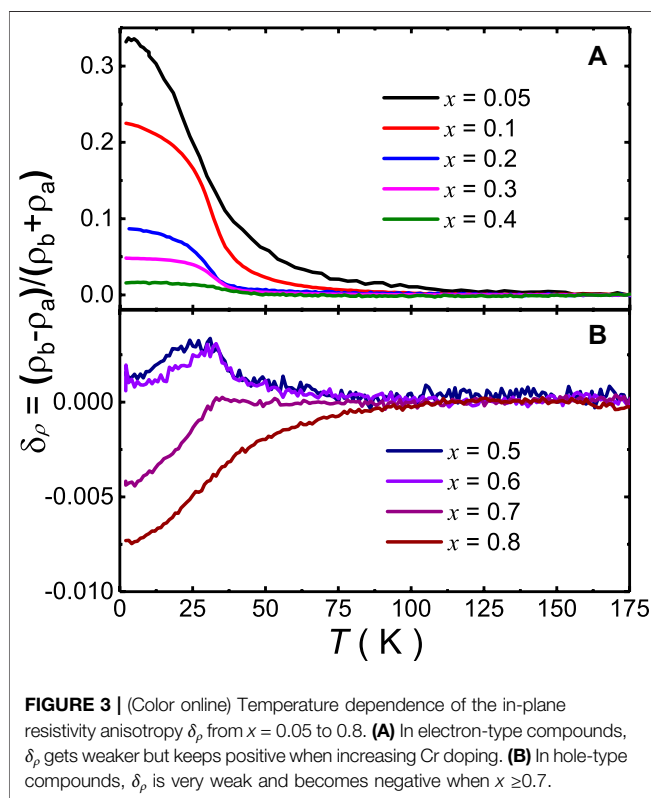 A
0.3
0.2
0.1
0.0
x = 0.05
x = 0.1
x = 0.2
x = 0.3
x = 0.4
δρ = (ρb-ρa)/(ρb+ρa)
B
0.000
-0.005
-0.010
x = 0.5
x = 0.6
x = 0.7
x = 0.8
0 25 50 75 100 125 150 175
T ( K )
FIGURE 3 | (Color online) Temperature dependence of the in-plane
resistivity anisotropy δρ from x = 0.05 to 0.8. (A) In electron-type compounds,
δρ gets weaker but keeps positive when increasing Cr doping. (B) In hole-type
compounds, δρ is very weak and becomes negative when x ≥0.7.